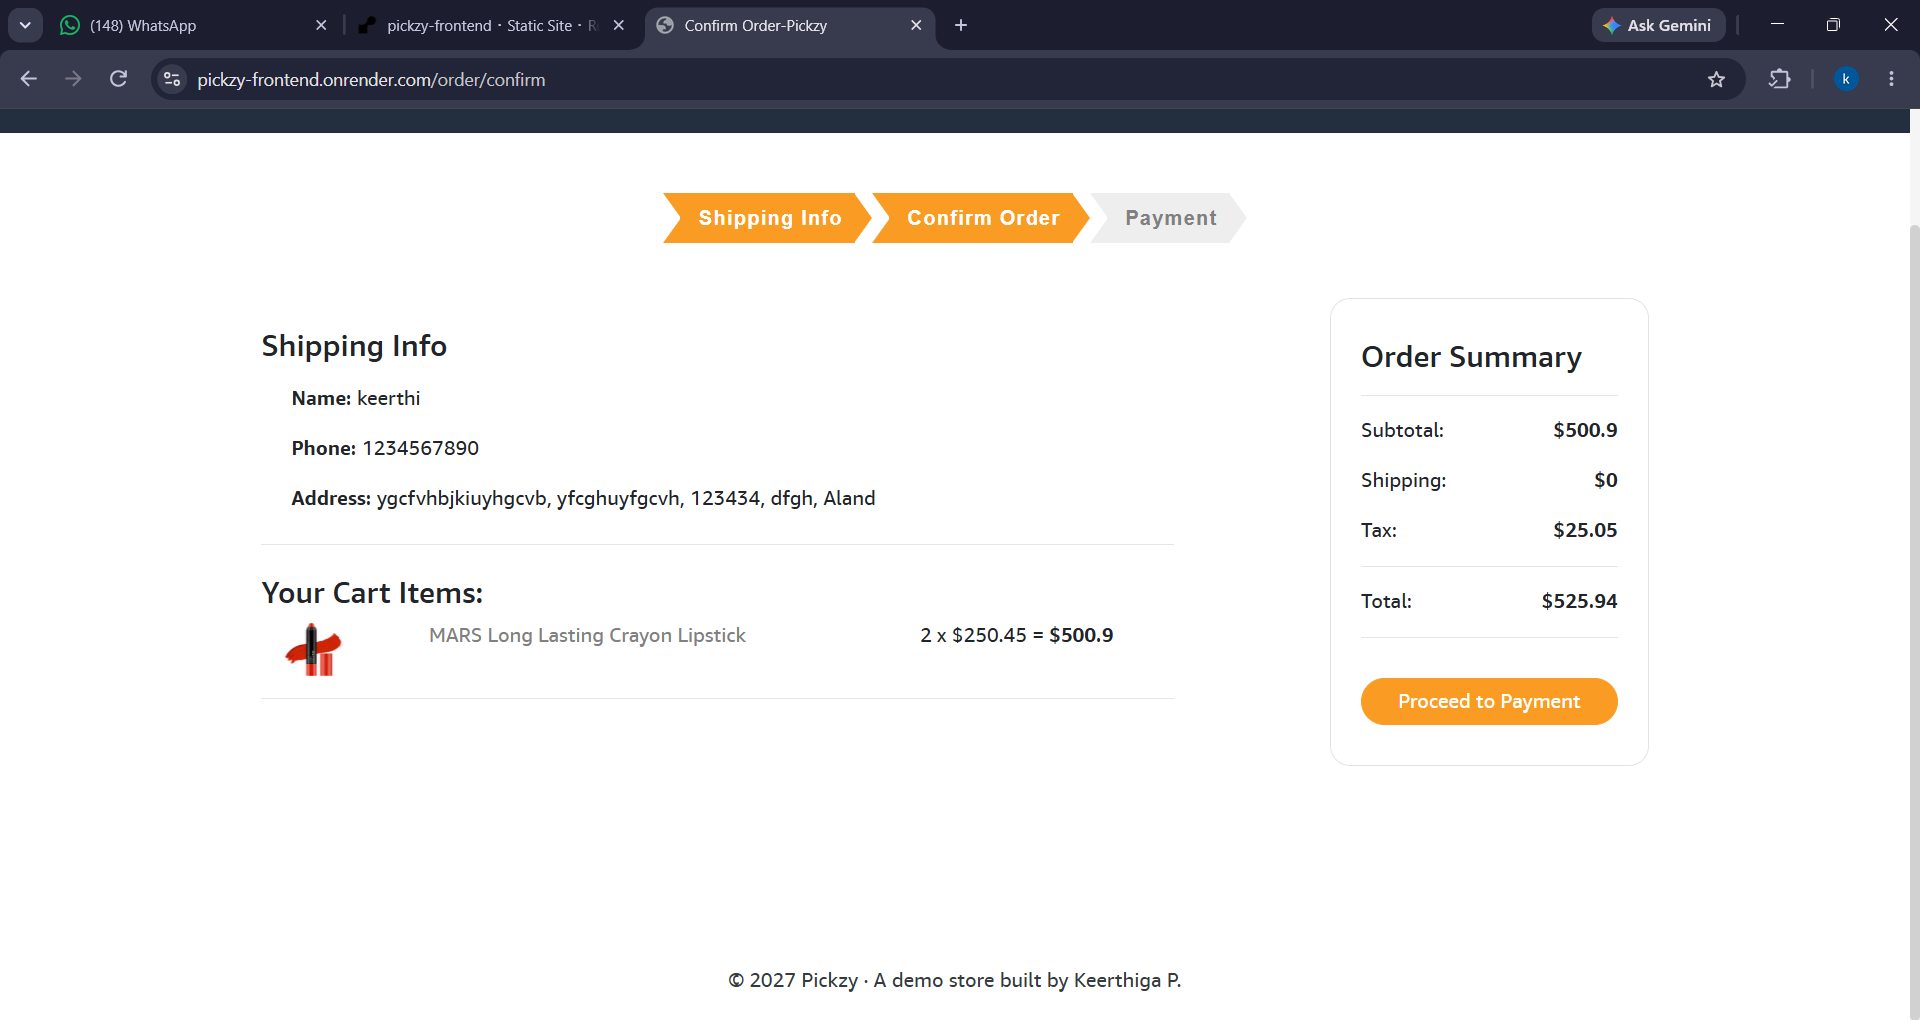 (148) WhatsApp
pickzy-frontend · Static Site ·
Confirm Order-Pickzy
Ask Gemini
pickzy-frontend.onrender.com/order/confirm
k
Shipping Info
Confirm Order
Payment
Shipping Info
Name: keerthi
Phone: 1234567890
Address: ygcfvhbjkiuyhgcvb, yfcghuyfgcvh, 123434, dfgh, Aland
Your Cart Items:
MARS Long Lasting Crayon Lipstick
2 x $250.45 = $500.9
Order Summary
Subtotal: $500.9
Shipping: $0
Tax: $25.05
Total: $525.94
Proceed to Payment
© 2027 Pickzy · A demo store built by Keerthiga P.